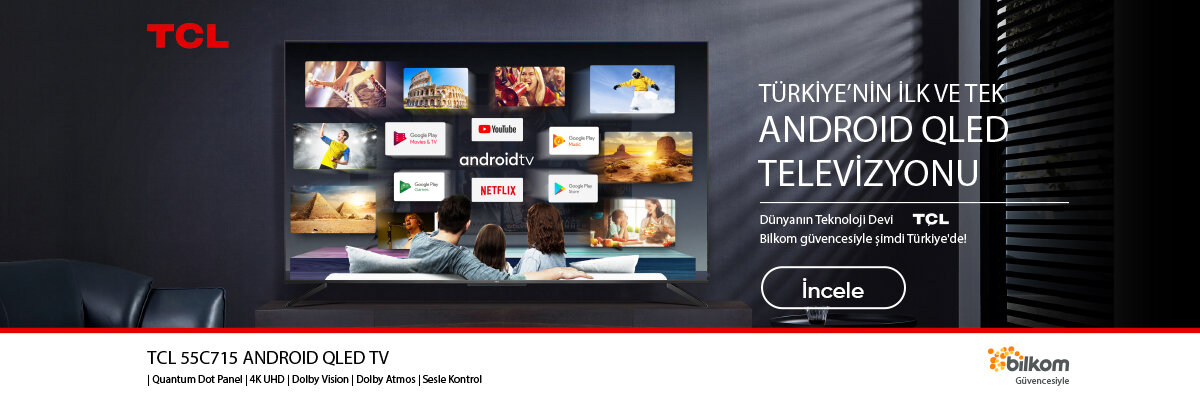 TCL
Google Play
Movies & TV
YouTube
Google Play
Music
androidtv
Google Play
Games
NETFLIX
Google Play
Store
TÜRKİYE'NİN İLK VE TEK
ANDROID QLED
TELEVİZYONU
Dünyanın Teknoloji Devi TCL
Bilkom güvencesiyle şimdi Türkiye'de!
İncele
TCL 55C715 ANDROID QLED TV
| Quantum Dot Panel | 4K UHD | Dolby Vision | Dolby Atmos | Sesle Kontrol
bilkom
Güvencesiyle